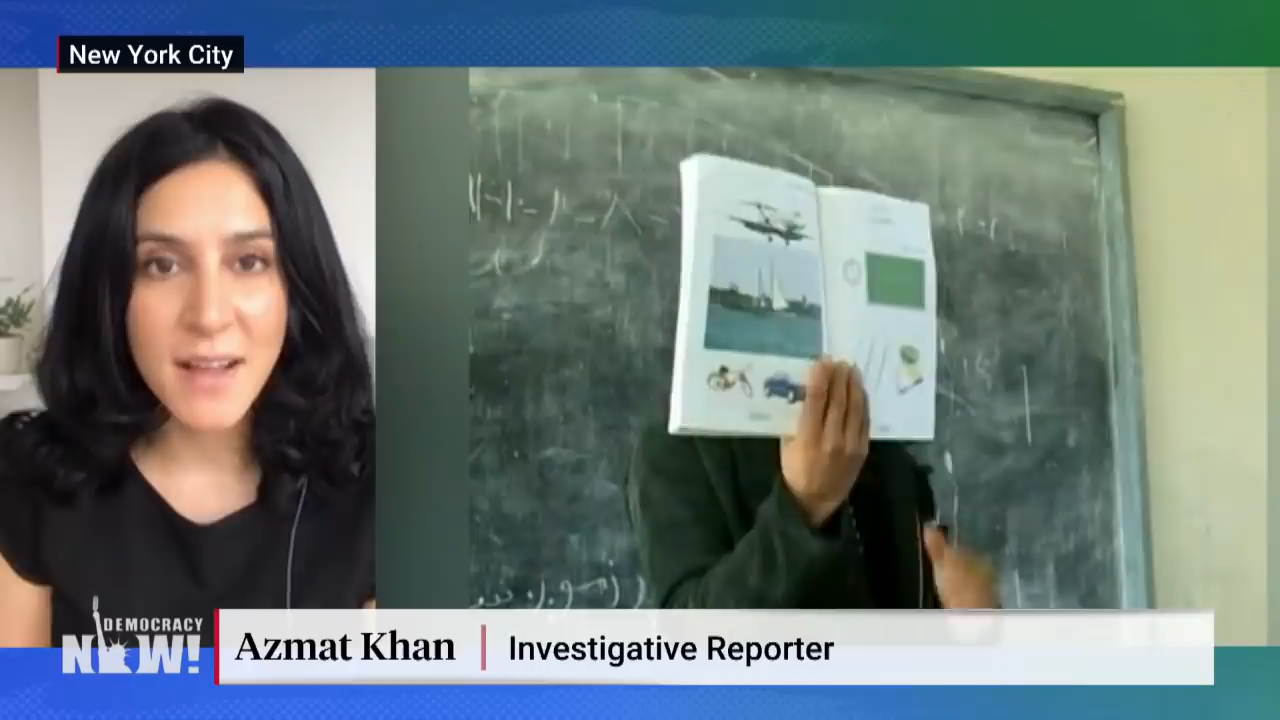 New York City
DEMOCRACY
NOW!
Azmat Khan
Investigative Reporter